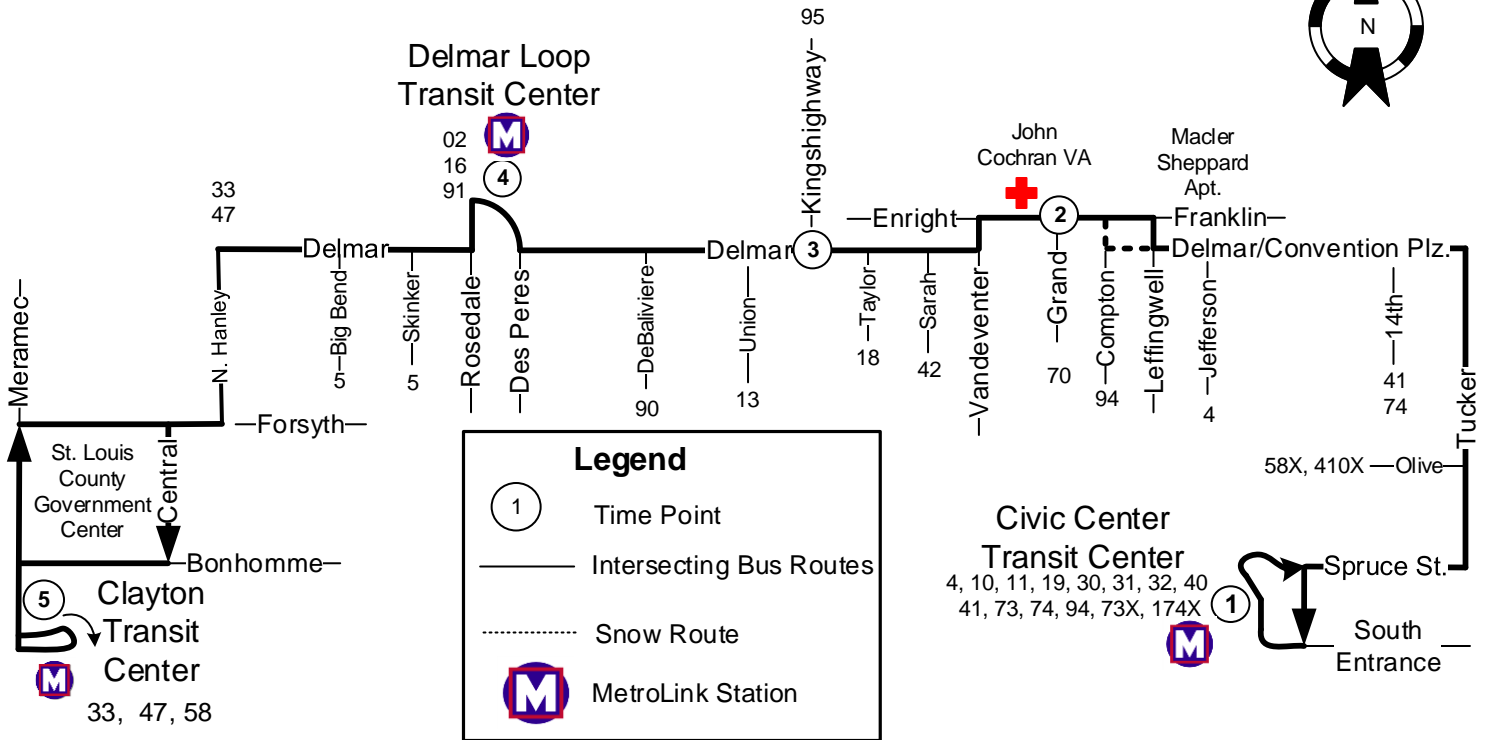 95
N
Delmar Loop
Transit Center
M
02
16
91
4
Kingshighway
John
Cochran VA
Macler
Sheppard
Apt.
33
47
Enright
2
Franklin
Delmar
Delmar
3
Delmar/Convention Plz.
Meramec
N. Hanley
Big Bend
5
Skinker
5
Rosedale
Des Peres
DeBaliviere
90
Union
13
Taylor
18
Sarah
42
Vandeventer
Grand
70
Compton
94
Leffingwell
Jefferson
4
14th
41
74
Tucker
Forsyth
St. Louis
County
Government
Center
Central
Bonhomme
58X, 410X
Olive
Legend
1
Time Point
Intersecting Bus Routes
Snow Route
M
MetroLink Station
Civic Center
Transit Center
4, 10, 11, 19, 30, 31, 32, 40
41, 73, 74, 94, 73X, 174X
1
M
Spruce St.
South
Entrance
5
Clayton
Transit
Center
M
33, 47, 58